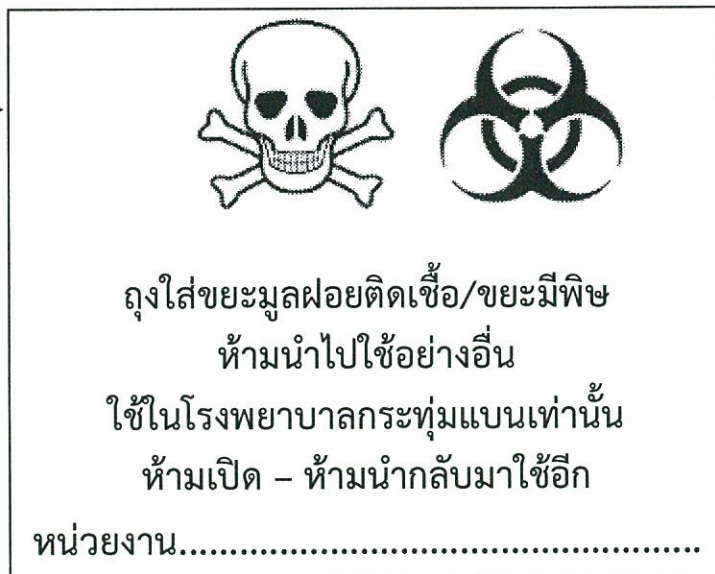 ถุงใส่ขยะมูลฝอยติดเชื้อ/ขยะมีพิษ
ห้ามนำไปใช้อย่างอื่น
ใช้ในโรงพยาบาลกระทุ่มแบนเท่านั้น
ห้ามเปิด – ห้ามนำกลับมาใช้อีก
หน่วยงาน....................................................